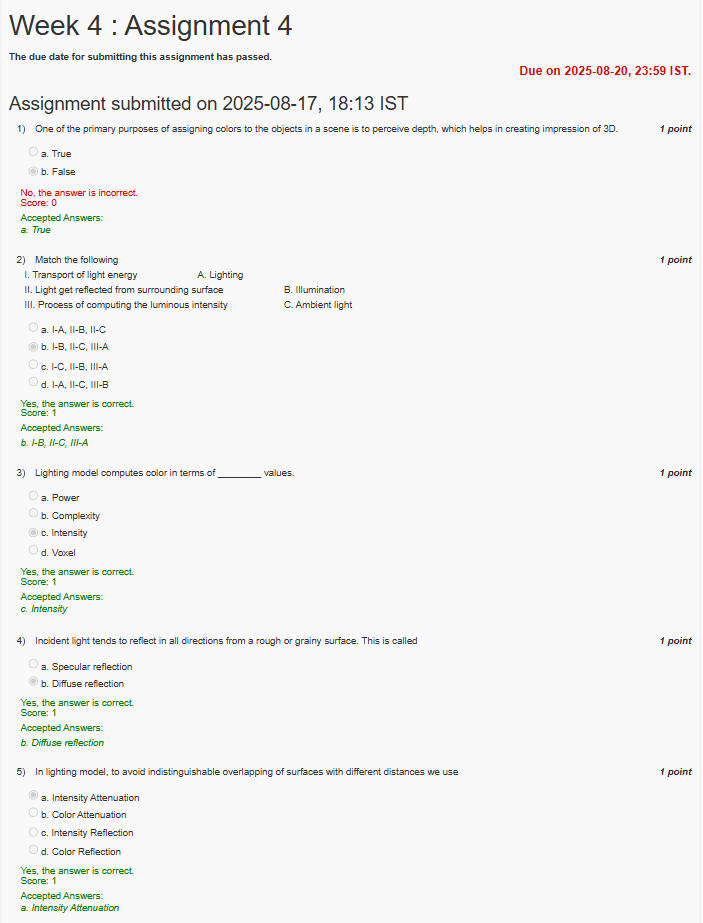 Week 4 : Assignment 4
The due date for submitting this assignment has passed.
Due on 2025-08-20, 23:59 IST.
Assignment submitted on 2025-08-17, 18:13 IST
1) One of the primary purposes of assigning colors to the objects in a scene is to perceive depth, which helps in creating impression of 3D. 1 point
a. True
b. False
No, the answer is incorrect.
Score: 0
Accepted Answers:
a. True
2) Match the following 1 point
I. Transport of light energy A. Lighting
II. Light get reflected from surrounding surface B. Illumination
III. Process of computing the luminous intensity C. Ambient light
a. I-A, II-B, II-C
b. I-B, II-C, III-A
c. I-C, II-B, III-A
d. I-A, II-C, III-B
Yes, the answer is correct.
Score: 1
Accepted Answers:
b. I-B, II-C, III-A
3) Lighting model computes color in terms of ________ values. 1 point
a. Power
b. Complexity
c. Intensity
d. Voxel
Yes, the answer is correct.
Score: 1
Accepted Answers:
c. Intensity
4) Incident light tends to reflect in all directions from a rough or grainy surface. This is called 1 point
a. Specular reflection
b. Diffuse reflection
Yes, the answer is correct.
Score: 1
Accepted Answers:
b. Diffuse reflection
5) In lighting model, to avoid indistinguishable overlapping of surfaces with different distances we use 1 point
a. Intensity Attenuation
b. Color Attenuation
c. Intensity Reflection
d. Color Reflection
Yes, the answer is correct.
Score: 1
Accepted Answers:
a. Intensity Attenuation